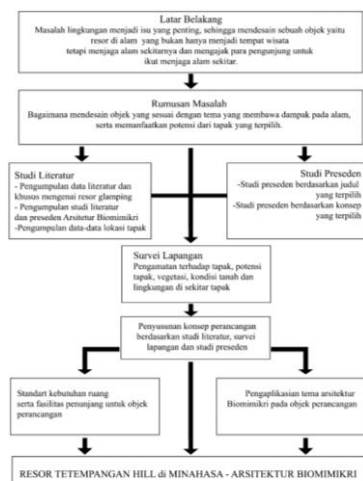 Latar Belakang
Masalah lingkungan menjadi isu yang penting, sehingga mendesain sebuah objek yaitu
resor di alam yang bukan hanya menjadi tempat wisata
tetapi menjaga alam sekitarnya dan mengajak para pengunjung untuk
ikut menjaga alam sekitar.
Rumusan Masalah
Bagaimana mendesain objek yang sesuai dengan tema yang membawa dampak pada alam,
serta memanfaatkan potensi dari tapak yang terpilih.
Studi Literatur
- Pengumpulan data literatur dan
khusus mengenai resor glamping
- Pengumpulan studi literatur
dan preseden Arsitetur Biomimikri
-Pengumpulan data-data lokasi tapak
Studi Preseden
-Studi preseden berdasarkan judul
yang terpilih
-Studi preseden berdasarkan konsep
yang terpilih
Survei Lapangan
Pengamatan terhadap tapak, potensi
tapak, vegetasi, kondisi tanah dan
lingkungan di sekitar tapak
Penyusunan konsep perancangan
berdasarkan studi literatur, survei
lapangan dan studi preseden
Standart kebutuhan ruang
serta fasilitas penunjang untuk objek
perancangan
Pengaplikasian tema arsitektur
Biomimikri pada objek perancangan
RESOR TETEMPANGAN HILL di MINAHASA - ARSITEKTUR BIOMIMIKRI